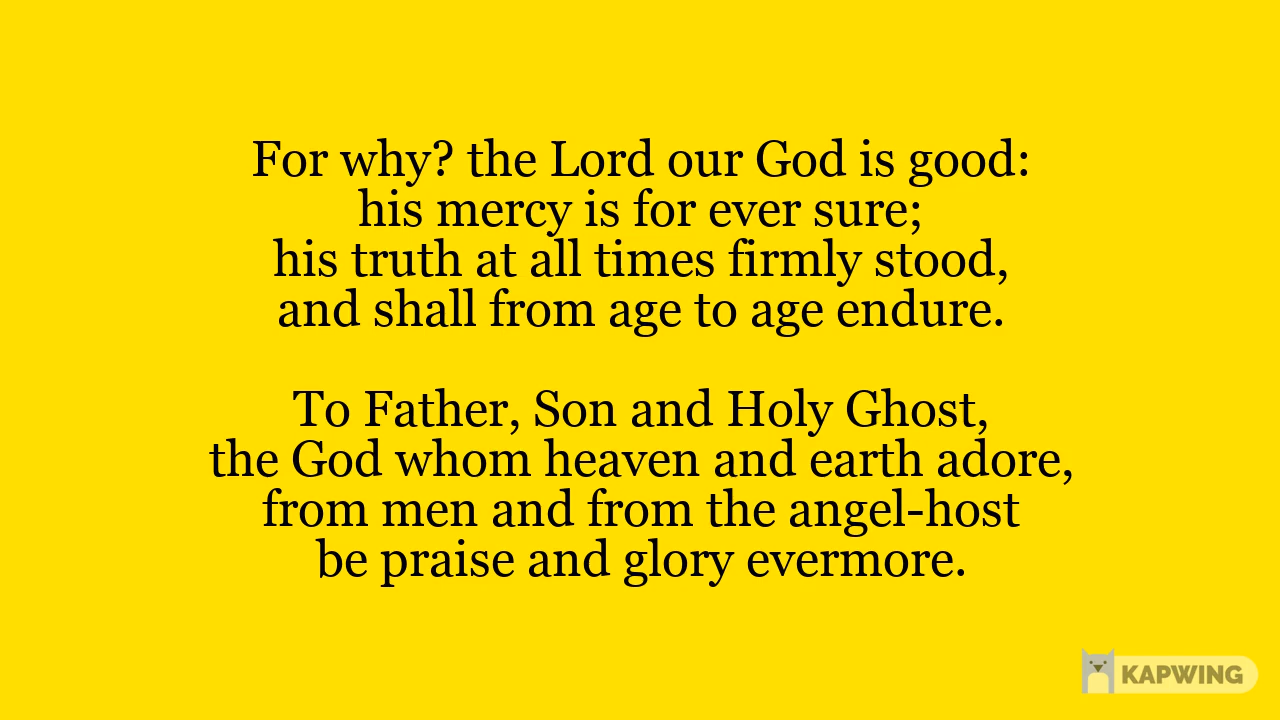 For why? the Lord our God is good:
his mercy is for ever sure;
his truth at all times firmly stood,
and shall from age to age endure.
To Father, Son and Holy Ghost,
the God whom heaven and earth adore,
from men and from the angel-host
be praise and glory evermore.
KAPWING